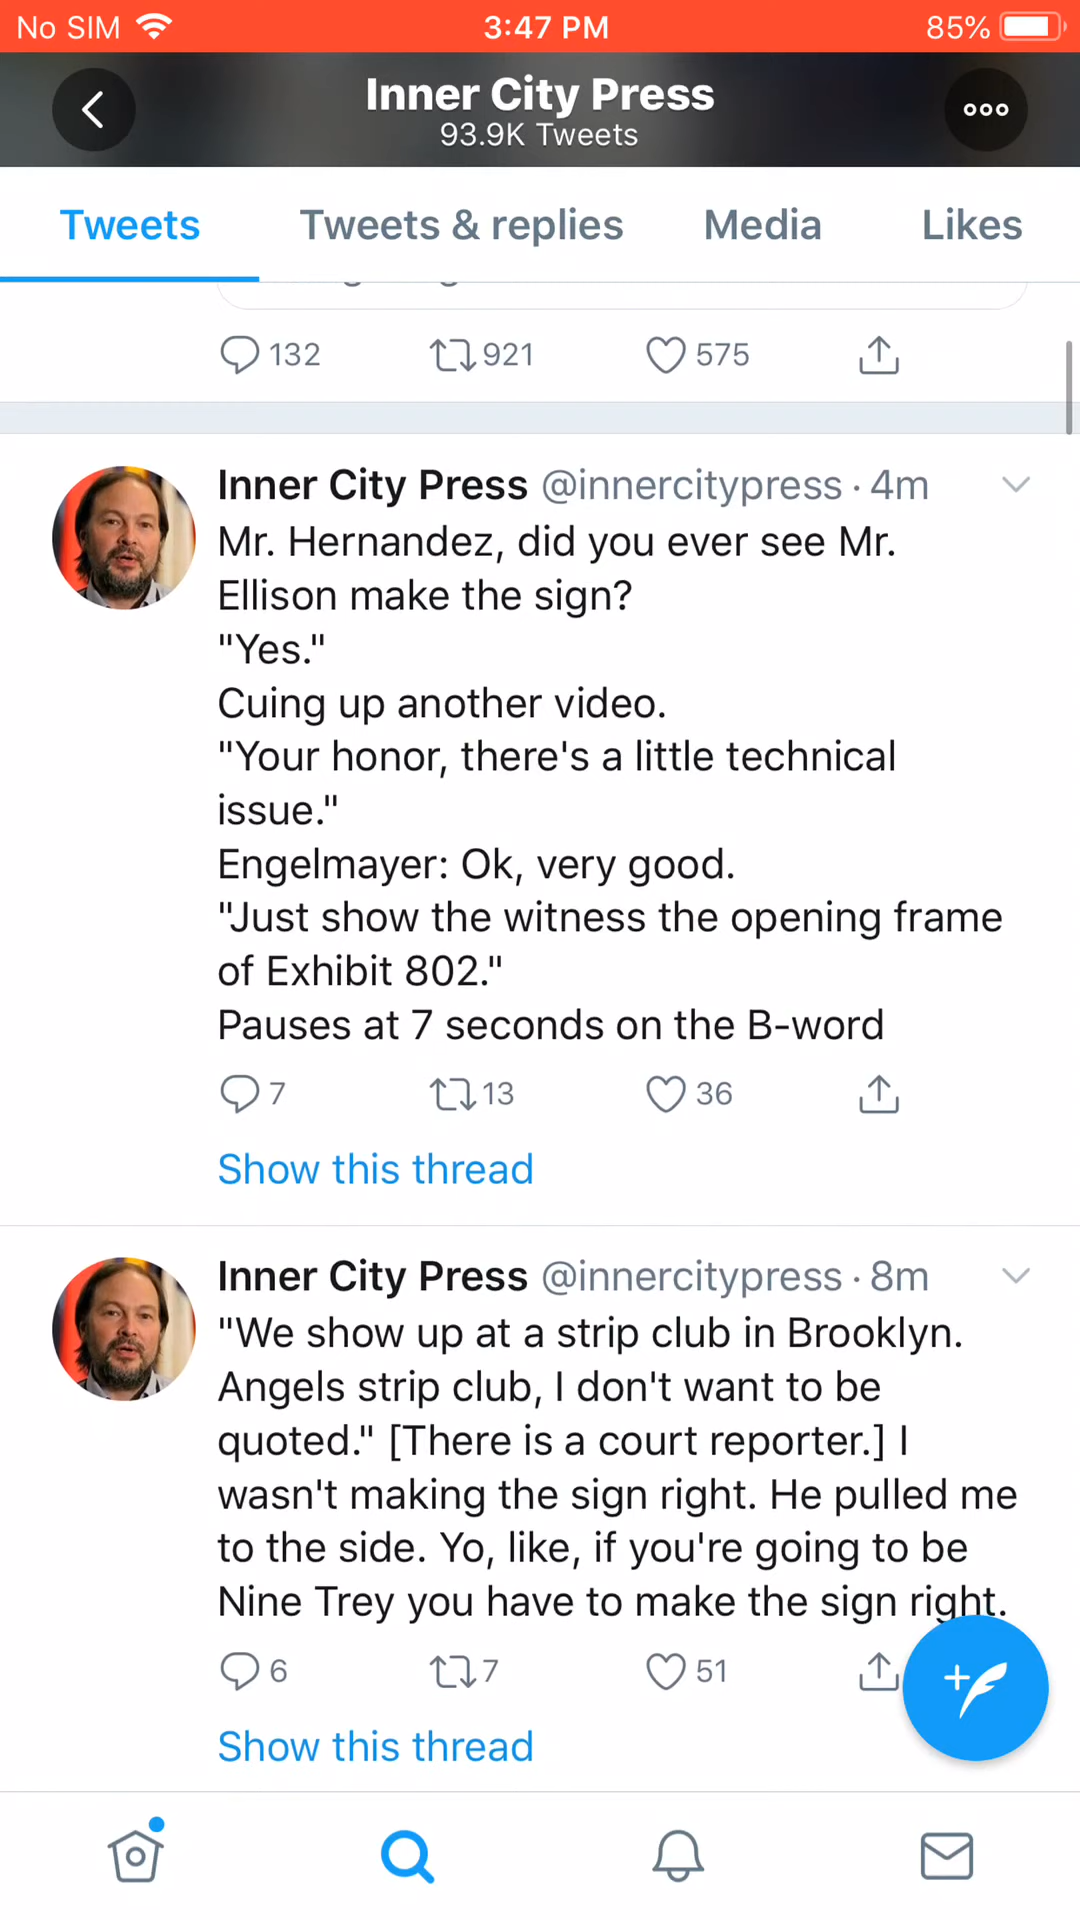 No SIM 3:47 PM 85%
Inner City Press
93.9K Tweets
Tweets Tweets & replies Media Likes
132 921 575
Inner City Press @innercitypress · 4m
Mr. Hernandez, did you ever see Mr.
Ellison make the sign?
"Yes."
Cuing up another video.
"Your honor, there's a little technical
issue."
Engelmayer: Ok, very good.
"Just show the witness the opening frame
of Exhibit 802."
Pauses at 7 seconds on the B-word
7 13 36
Show this thread
Inner City Press @innercitypress · 8m
"We show up at a strip club in Brooklyn.
Angels strip club, I don't want to be
quoted." [There is a court reporter.] I
wasn't making the sign right. He pulled me
to the side. Yo, like, if you're going to be
Nine Trey you have to make the sign right.
6 7 51
Show this thread